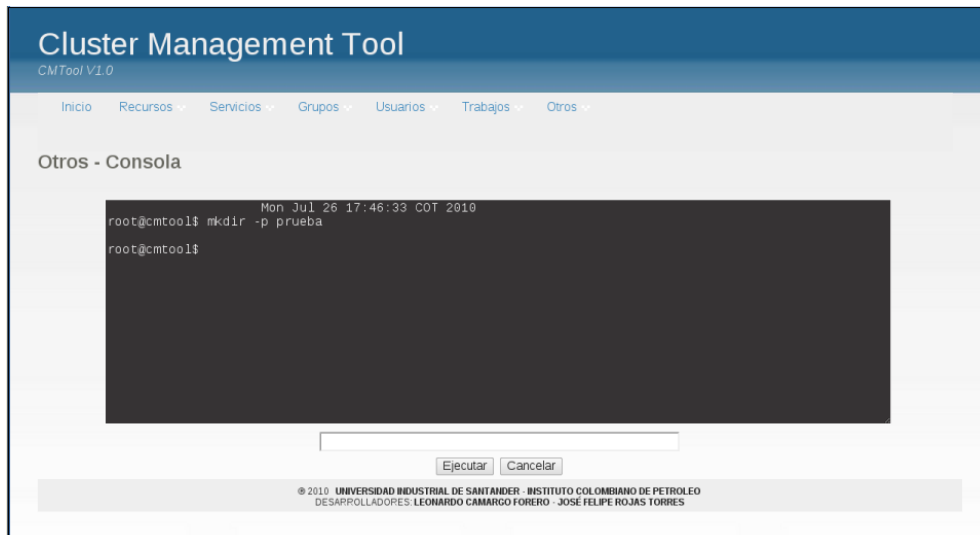 Cluster Management Tool
CMTool V1.0
Inicio Recursos Servicios Grupos Usuarios Trabajos Otros
Otros - Consola
Mon Jul 26 17:46:33 COT 2010
root@cmtool$ mkdir -p prueba
root@cmtool$
Ejecutar Cancelar
® 2010 UNIVERSIDAD INDUSTRIAL DE SANTANDER - INSTITUTO COLOMBIANO DE PETROLEO
DESARROLLADORES: LEONARDO CAMARGO FORERO - JOSÉ FELIPE ROJAS TORRES